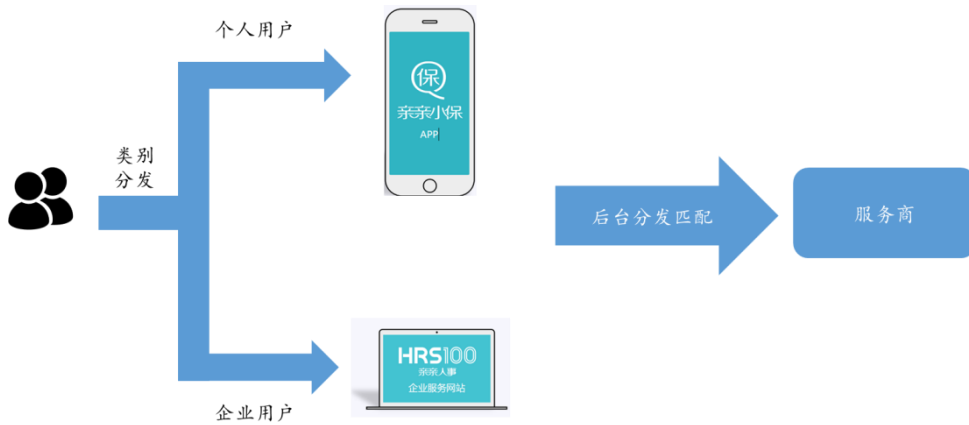 个人用户
保
亲亲小保
APP
类别
分发
后台分发匹配
服务商
HRS100
亲亲人事
企业服务网站
企业用户